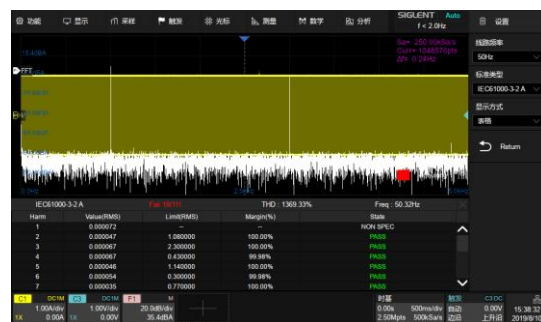 功能 显示 采样 触发 光标 测量 数学 分析 SIGLENT Auto
f < 2.0Hz
设置
Sa= 250.00kSa/s
Curr= 1048576pts
Δf= 0.24Hz
FFT
线路频率
50Hz
标准类型
IEC61000-3-2 A
显示方式
表格
Return
IEC61000-3-2 A THD : 1369.33% Freq : 50.32Hz
Harm Value(RMS) Limit(RMS) Margin(%) State
1 0.000072 -- -- NON SPEC
2 0.000047 1.080000 100.00% PASS
3 0.000067 2.300000 100.00% PASS
4 0.000067 0.430000 99.98% PASS
5 0.000046 1.140000 100.00% PASS
6 0.000054 0.300000 99.98% PASS
7 0.000035 0.770000 100.00% PASS
C1 DC1M C3 DC1M F1 M 时基 触发 C3 DC
1.00A/div 1.00V/div 20.0dB/div 0.00s 500ms/div 自动 0.00V 15:38:32
1X 0.00A 1X 0.00V 35.4dBA 2.50Mpts 500kSa/s 边沿 上升沿 2019/8/10